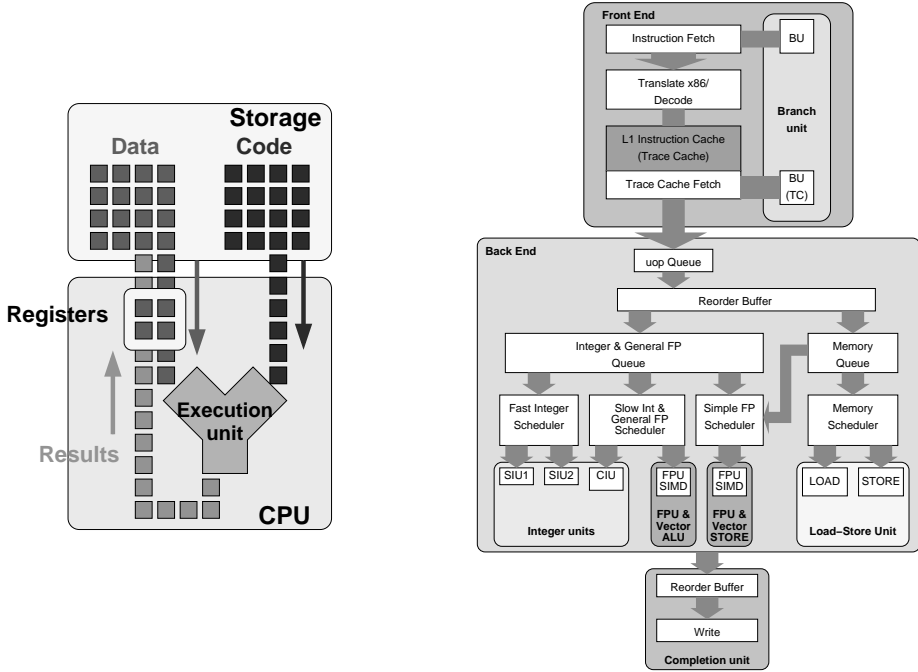 Storage
Data
Code
Registers
Execution
unit
Results
CPU
Front End
Instruction Fetch
BU
Translate x86/
Decode
Branch
unit
L1 Instruction Cache
(Trace Cache)
Trace Cache Fetch
BU
(TC)
Back End
uop Queue
Reorder Buffer
Integer & General FP
Queue
Memory
Queue
Fast Integer
Scheduler
Slow Int &
General FP
Scheduler
Simple FP
Scheduler
Memory
Scheduler
SIU1
SIU2
CIU
FPU
SIMD
FPU
SIMD
LOAD
STORE
Integer units
FPU &
Vector
ALU
FPU &
Vector
STORE
Load–Store Unit
Reorder Buffer
Write
Completion unit